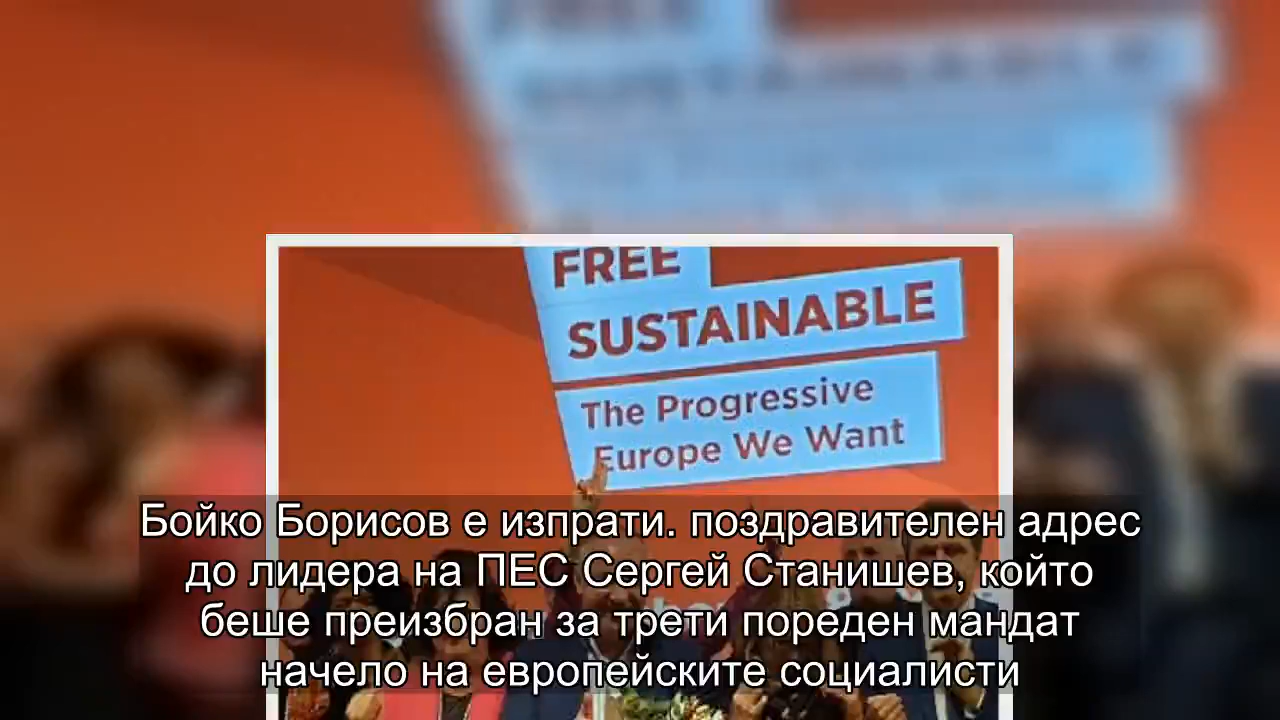 FREE
SUSTAINABLE
The Progressive
Europe We Want
Бойко Борисов е изпрати. поздравителен адрес
до лидера на ПЕС Сергей Станишев, който
беше преизбран за трети пореден мандат
начело на европейските социалисти